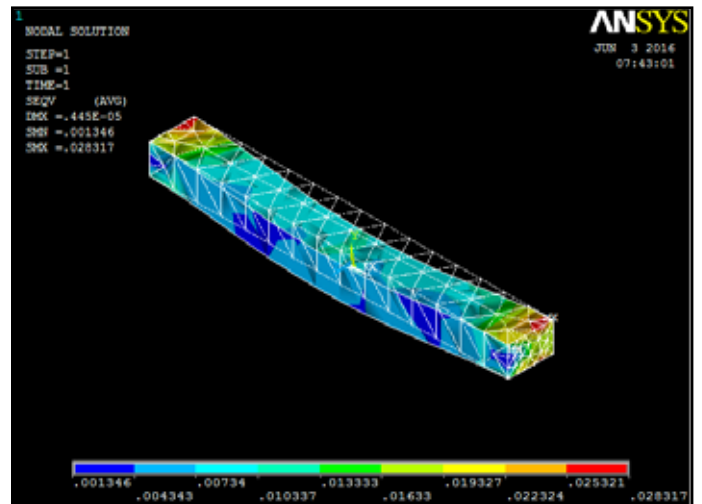 1
NODAL SOLUTION
STEP=1
SUB =1
TIME=1
SEQV (AVG)
DMX =.445E-05
SMN =.001346
SMX =.028317
ANSYS
JUN 3 2016
07:43:01
.001346 .00734 .013333 .019327 .025321
.004343 .010337 .01633 .022324 .028317